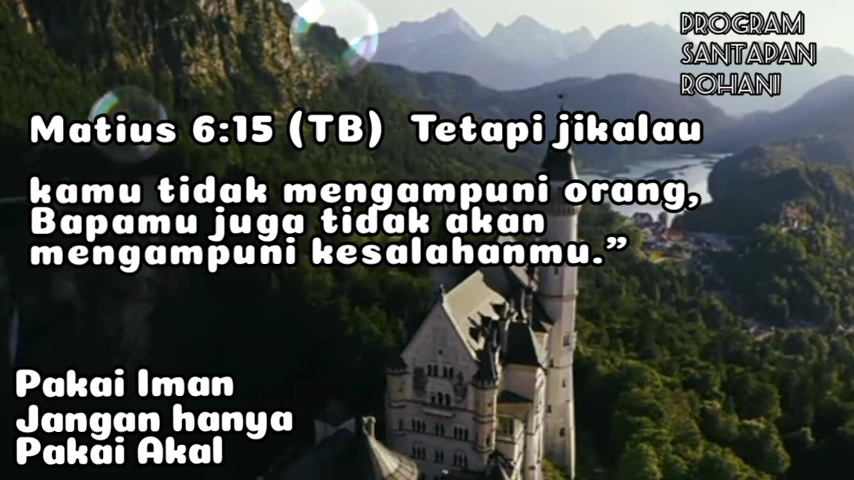 PROGRAM
SANTAPAN
ROHANI
Matius 6:15 (TB) Tetapi jikalau
kamu tidak mengampuni orang,
Bapamu juga tidak akan
mengampuni kesalahanmu.”
Pakai Iman
Jangan hanya
Pakai Akal